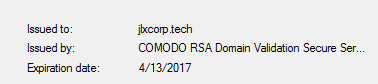 Issued to: jlxcorp.tech
Issued by: COMODO RSA Domain Validation Secure Ser...
Expiration date: 4/13/2017